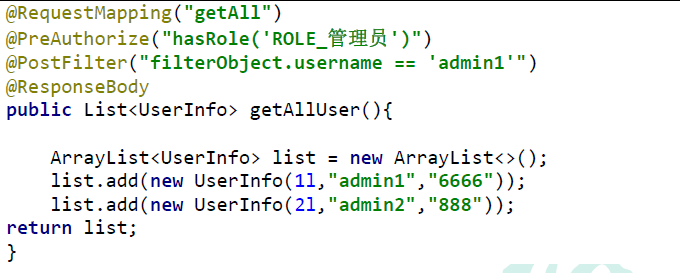 @RequestMapping("getAll")
@PreAuthorize("hasRole('ROLE_管理员')")
@PostFilter("filterObject.username == 'admin1'")
@ResponseBody
public List<UserInfo> getAllUser(){
ArrayList<UserInfo> list = new ArrayList<>();
list.add(new UserInfo(1l,"admin1","6666"));
list.add(new UserInfo(2l,"admin2","888"));
return list;
}